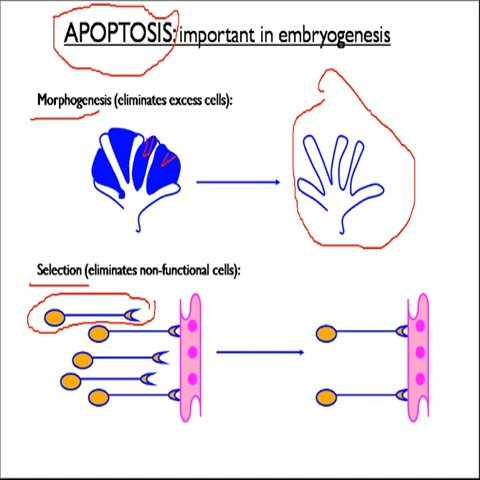 APOPTOSIS: important in embryogenesis
Morphogenesis (eliminates excess cells):
Selection (eliminates non-functional cells):